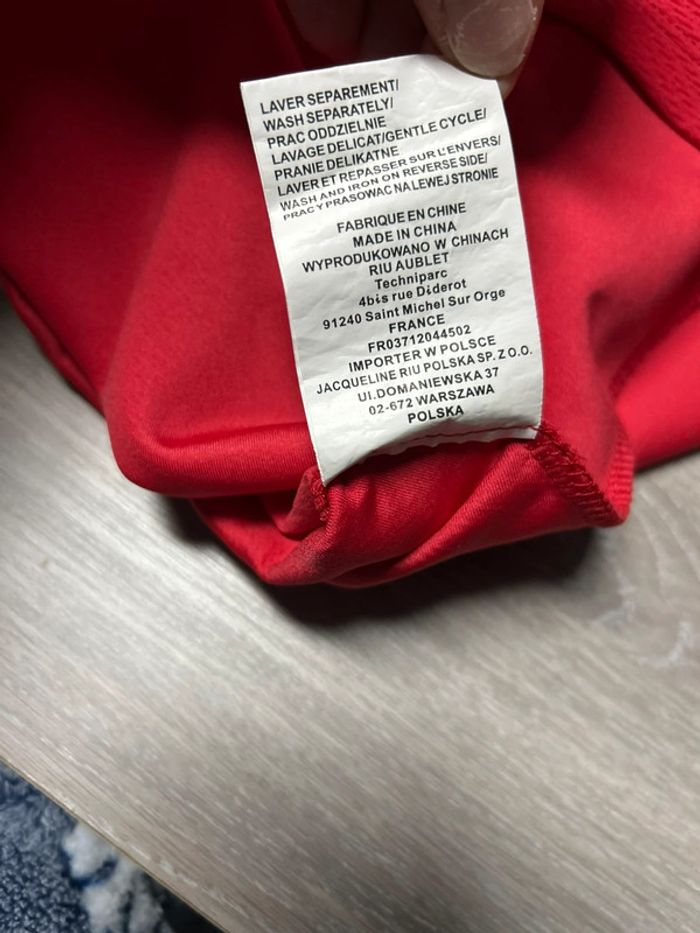 LAVER SEPAREMENT/
WASH SEPARATELY/
PRAC ODDZIELNIE
LAVAGE DELICAT/GENTLE CYCLE/
PRANIE DELIKATNE
LAVER ET REPASSER SUR L'ENVERS/
WASH AND IRON ON REVERSE SIDE/
PRAC Y PRASOWAC NA LEWEJ STRONIE
FABRIQUE EN CHINE
MADE IN CHINA
WYPRODUKOWANO W CHINACH
RIU AUBLET
Techniparc
4bis rue Diderot
91240 Saint Michel Sur Orge
FRANCE
FR03712044502
IMPORTER W POLSCE
JACQUELINE RIU POLSKA SP.Z.O.O.
UI.DOMANIEWSKA 37
02-672 WARSZAWA
POLSKA